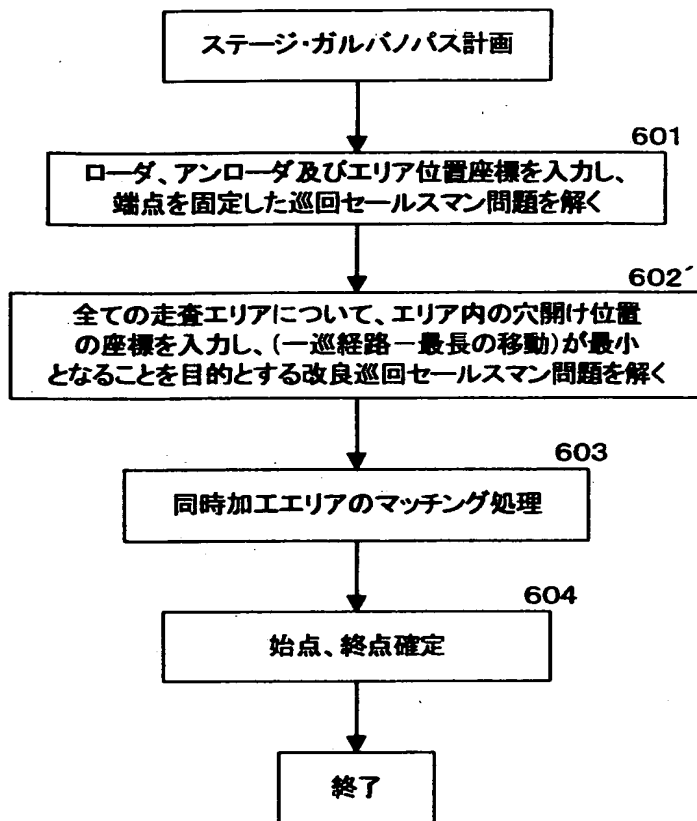 ステージ・ガルバノパス計画
601
ローダ、アンローダ及びエリア位置座標を入力し、
端点を固定した巡回セールスマン問題を解く
602´
全ての走査エリアについて、エリア内の穴開け位置
の座標を入力し、(一巡経路－最長の移動)が最小
となることを目的とする改良巡回セールスマン問題を解く
603
同時加工エリアのマッチング処理
604
始点、終点確定
終了